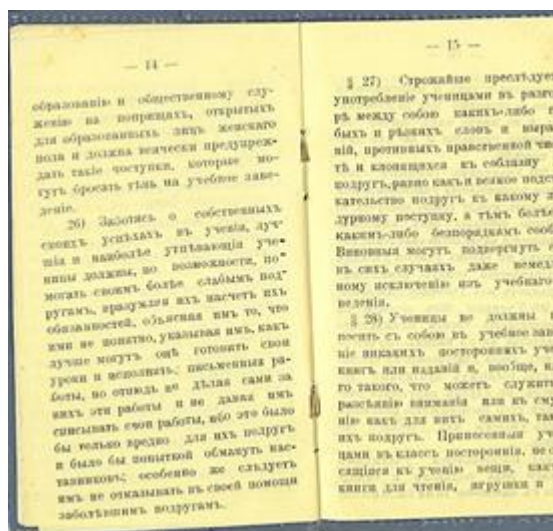 — 14 —
образованію и общественному слу-
женію на поприщахъ, открытыхъ
для образованныхъ лицъ женскаго
пола и должна всячески предупреж-
дать такіе поступки, которые мо-
гутъ бросать тѣнь на учебное заве-
деніе.
26) Заботясь о собственныхъ
своихъ успѣхахъ въ ученіи, луч-
шія и наиболѣе успѣвающія уче-
ницы должны, по возможности, по-
могать своимъ болѣе слабымъ под-
ругамъ, вразумляя ихъ насчетъ ихъ
обязанностей, объясняя имъ то, что
ими не понятно, указывая имъ, какъ
лучше могутъ онѣ готовить свои
уроки и исполнять письменныя ра-
боты, но отнюдь не дѣлая сами за
нихъ эти работы и не давая имъ
списывать свои работы, ибо это было
бы только вредно для ихъ подругъ
и было бы попыткой обмануть нас-
тавниковъ; особенно же слѣдуетъ
имъ не отказывать въ своей помощи
заболѣвшимъ подругамъ.
— 15 —
§ 27) Строжайше преслѣдует
употребленіе ученицами въ разго
рѣ между собою какихъ-либо
быхъ и рѣзкихъ словъ и выра
ній, противныхъ нравственной чис
тѣ и клонящихся къ соблазну
подругъ, равно какъ и всякое подст
кательство подругъ къ какому
дурному поступку, а тѣмъ болѣе
какимъ-либо безпорядкамъ сооб
Виновныя могутъ подвергнуть
въ сихъ случаяхъ даже немед
ному исключенію изъ учебнаго
веденія.
§ 28) Ученицы не должны
носить съ собою въ учебное зав
ніе никакихъ постороннихъ уче
книгъ или изданій и, вообще, ни
го такого, что можетъ служит
разсѣянію вниманія или къ сму
нію какъ для нихъ самихъ, так
ихъ подругъ. Принесенныя уче
цами въ классъ постороннія, не о
сящіяся къ ученію вещи, как
книги для чтенія, игрушки и